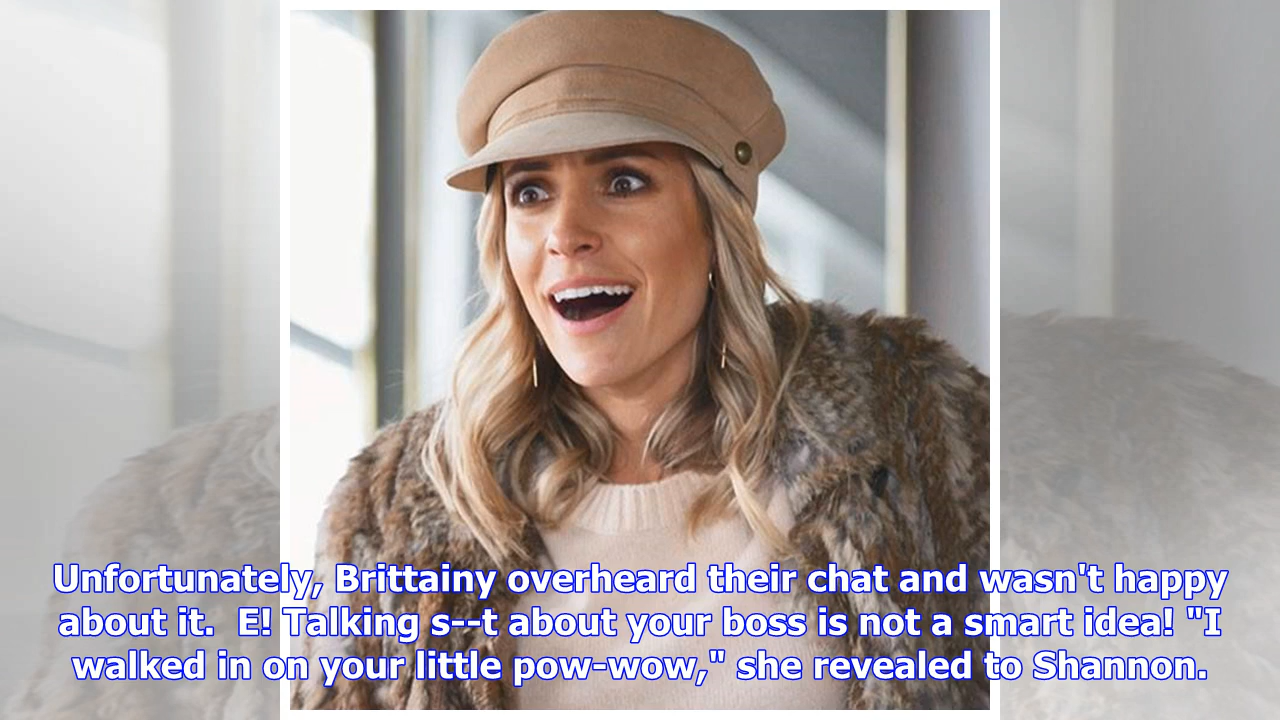 Unfortunately, Brittainy overheard their chat and wasn't happy
about it.  E! Talking s--t about your boss is not a smart idea! "I
walked in on your little pow-wow," she revealed to Shannon.